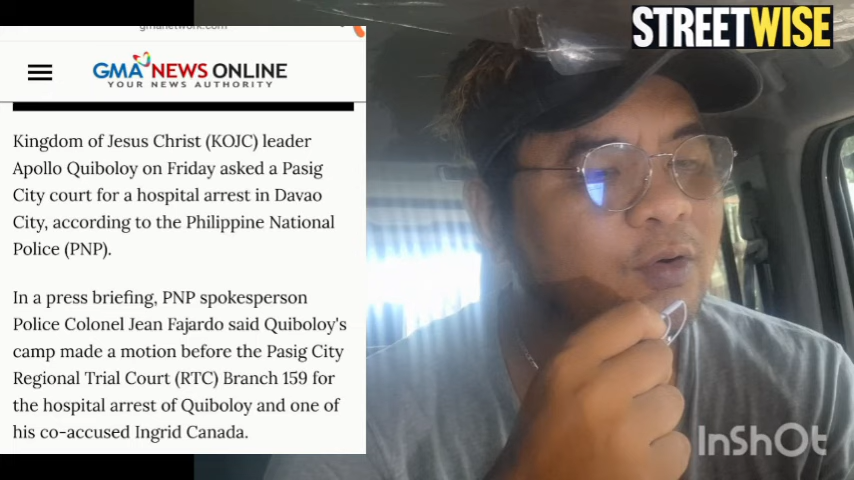 gmanetwork.com
GMA NEWS ONLINE
YOUR NEWS AUTHORITY
Kingdom of Jesus Christ (KOJC) leader
Apollo Quiboloy on Friday asked a Pasig
City court for a hospital arrest in Davao
City, according to the Philippine National
Police (PNP).
In a press briefing, PNP spokesperson
Police Colonel Jean Fajardo said Quiboloy's
camp made a motion before the Pasig City
Regional Trial Court (RTC) Branch 159 for
the hospital arrest of Quiboloy and one of
his co-accused Ingrid Canada.
STREETWISE
InShOt